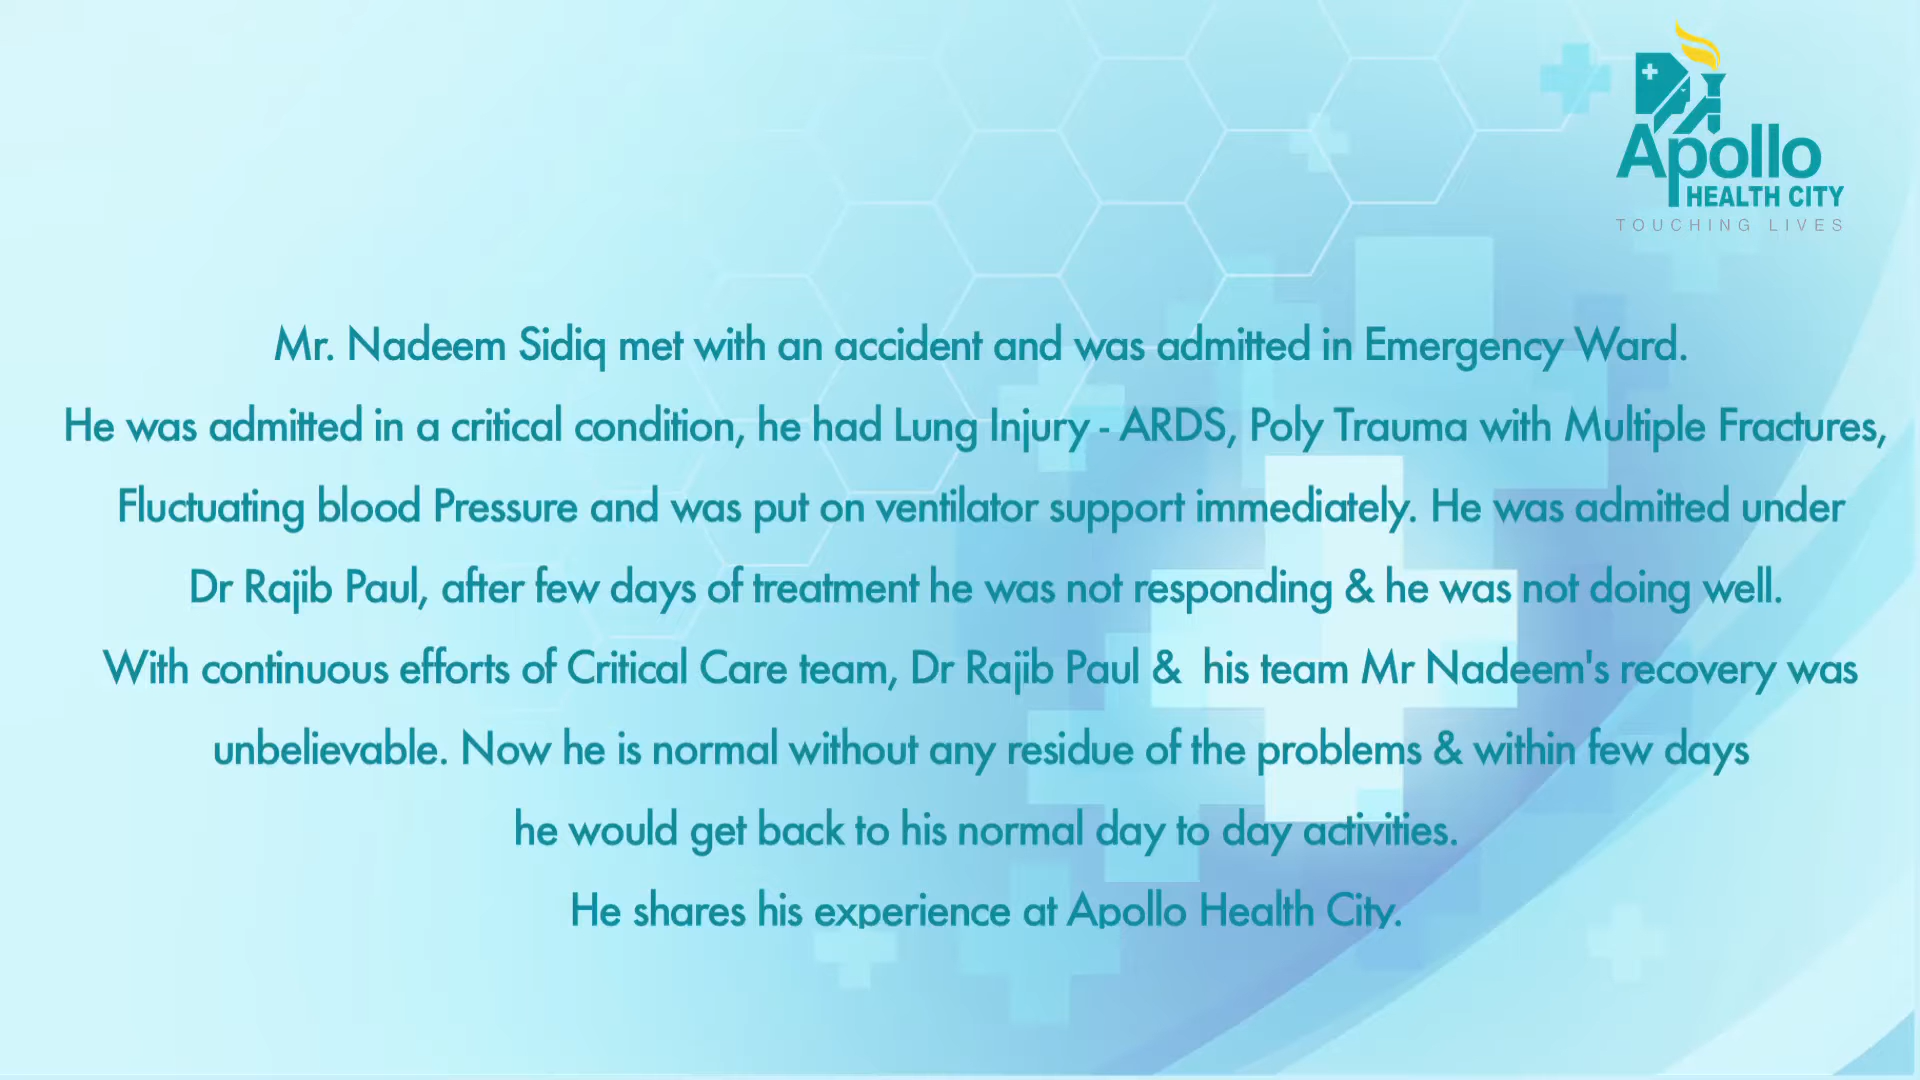 Apollo
HEALTH CITY
TOUCHING LIVES
Mr. Nadeem Sidiq met with an accident and was admitted in Emergency Ward.
He was admitted in a critical condition, he had Lung Injury - ARDS, Poly Trauma with Multiple Fractures,
Fluctuating blood Pressure and was put on ventilator support immediately. He was admitted under
Dr Rajib Paul, after few days of treatment he was not responding & he was not doing well.
With continuous efforts of Critical Care team, Dr Rajib Paul &  his team Mr Nadeem's recovery was
unbelievable. Now he is normal without any residue of the problems & within few days
he would get back to his normal day to day activities.
He shares his experience at Apollo Health City.